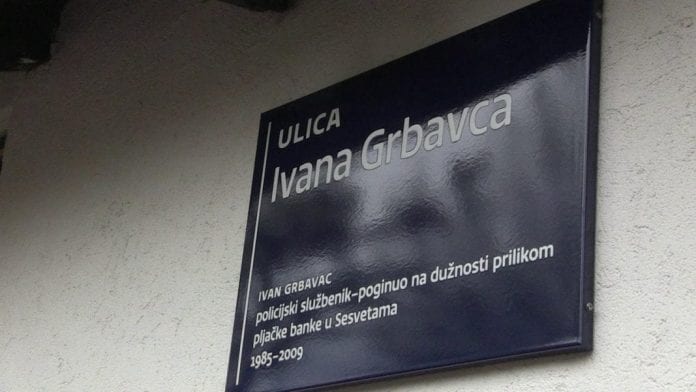 ULICA
Ivana Grbavca
IVAN GRBAVAC
policijski službenik-poginuo na dužnosti prilikom
pljačke banke u Sesvetama
1985-2009